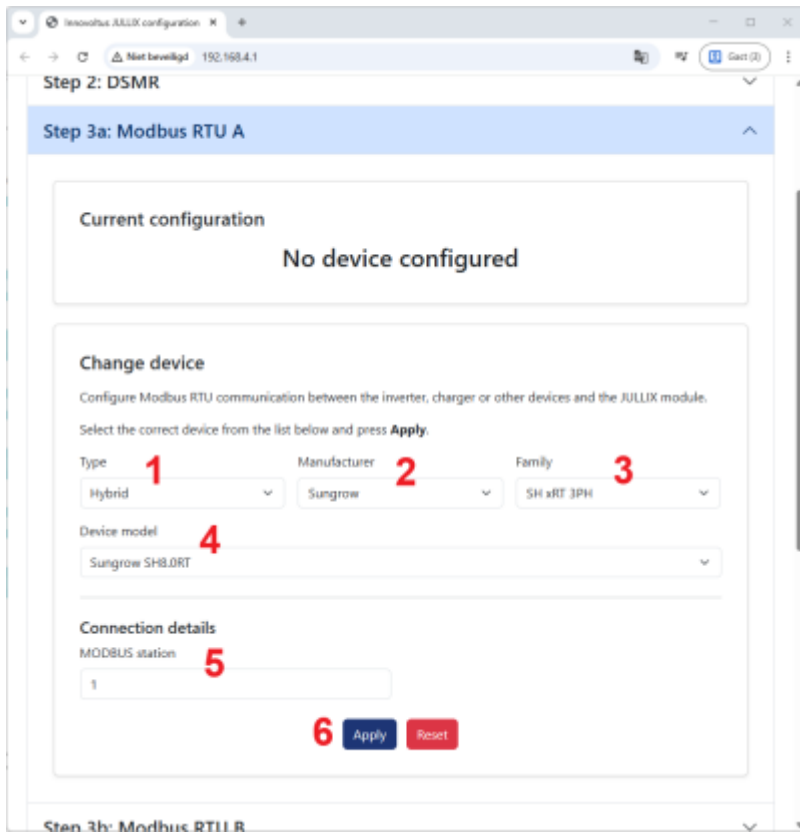 Innovoltus JULLIX configuration
Niet beveiligd 192.168.4.1 Gast (2)
Step 2: DSMR
Step 3a: Modbus RTU A
Current configuration
No device configured
Change device
Configure Modbus RTU communication between the inverter, charger or other devices and the JULLIX module.
Select the correct device from the list below and press Apply.
Type 1 Manufacturer 2 Family 3
Hybrid Sungrow SH xRT 3PH
Device model 4
Sungrow SH8.0RT
Connection details
MODBUS station 5
1
6 Apply Reset
Step 3b: Modbus RTU B